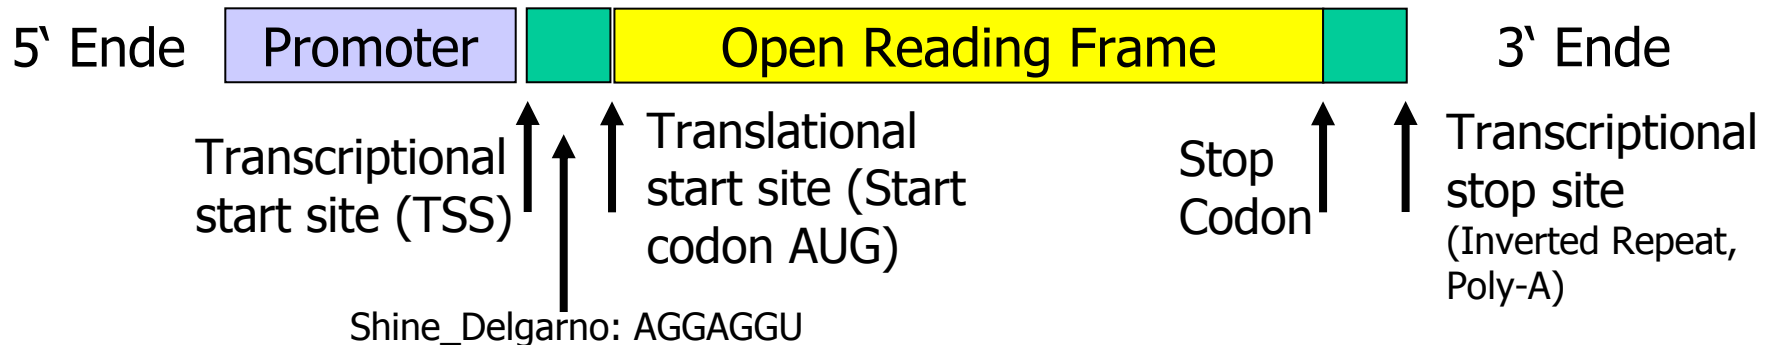 5‘ Ende
Promoter
Open Reading Frame
3‘ Ende
Transcriptional
start site (TSS)
Shine_Delgarno: AGGAGGU
Translational
start site (Start
codon AUG)
Stop
Codon
Transcriptional
stop site
(Inverted Repeat,
Poly-A)